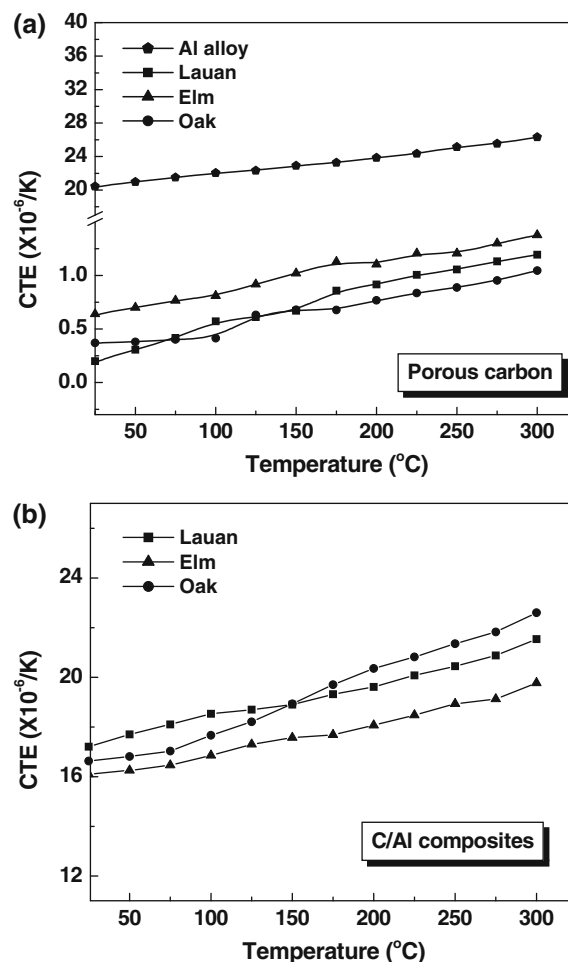 (a)
Al alloy
Lauan
Elm
Oak
40
36
32
28
24
20
1.0
0.5
0.0
CTE (X10⁻⁶/K)
Porous carbon
50 100 150 200 250 300
Temperature (°C)
(b)
Lauan
Elm
Oak
24
20
16
12
CTE (X10⁻⁶/K)
C/Al composites
50 100 150 200 250 300
Temperature (°C)